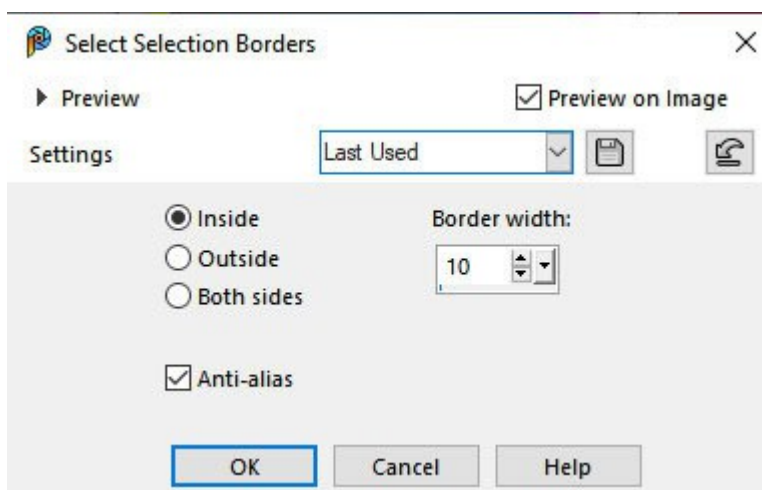 Select Selection Borders
Preview
Preview on Image
Settings
Last Used
Inside
Border width:
Outside
10
Both sides
Anti-alias
OK
Cancel
Help